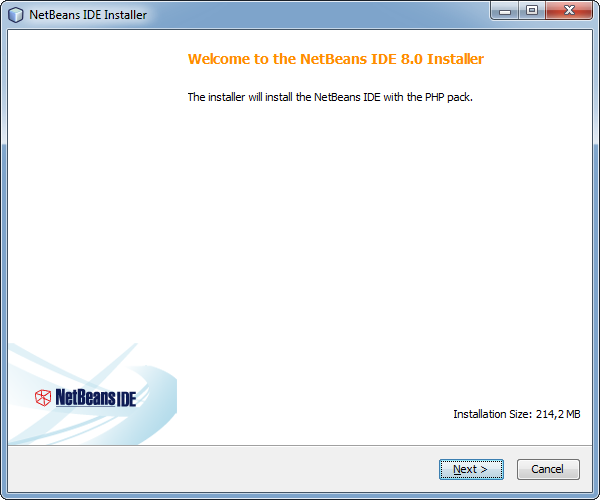 NetBeans IDE Installer
Welcome to the NetBeans IDE 8.0 Installer
The installer will install the NetBeans IDE with the PHP pack.
NetBeans IDE
Installation Size: 214,2 MB
Next >
Cancel